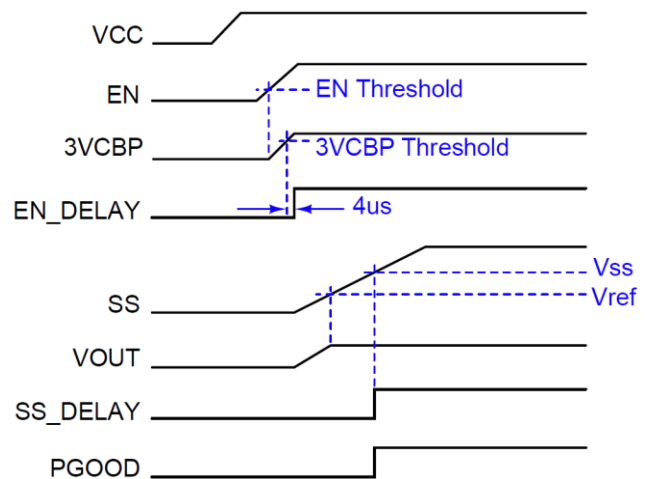 VCC
EN
EN Threshold
3VCBP
3VCBP Threshold
EN_DELAY
4us
Vss
SS
Vref
VOUT
SS_DELAY
PGOOD